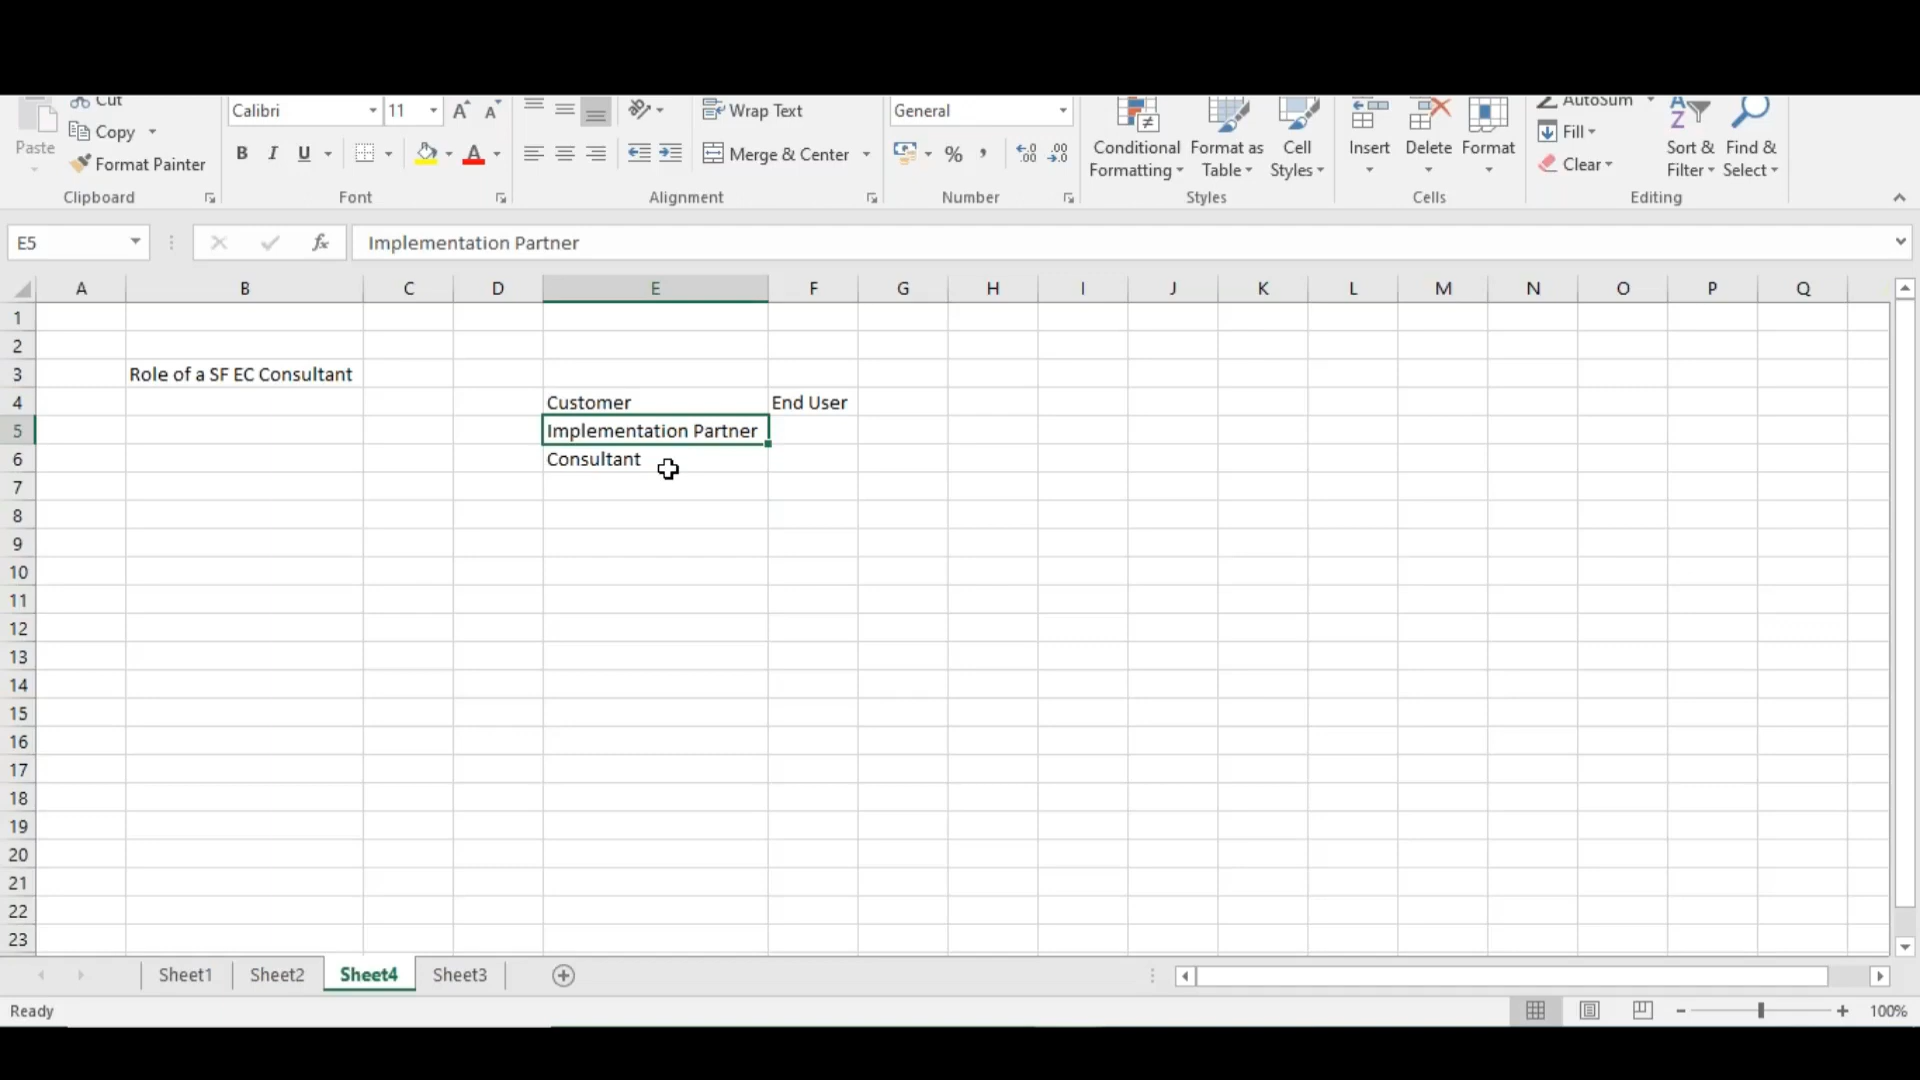 Cut
Calibri 11 Wrap Text General AutoSum
Copy Fill
Paste Format Painter B I U A Merge & Center % Conditional Formatting Format as Table Cell Styles Insert Delete Format Clear Sort & Filter Find & Select
Clipboard Font Alignment Number Styles Cells Editing
E5 fx Implementation Partner
A B C D E F G H I J K L M N O P Q
1
2
3 Role of a SF EC Consultant
4 Customer End User
5 Implementation Partner
6 Consultant
7
8
9
10
11
12
13
14
15
16
17
18
19
20
21
22
23
Sheet1 Sheet2 Sheet4 Sheet3
Ready 100%